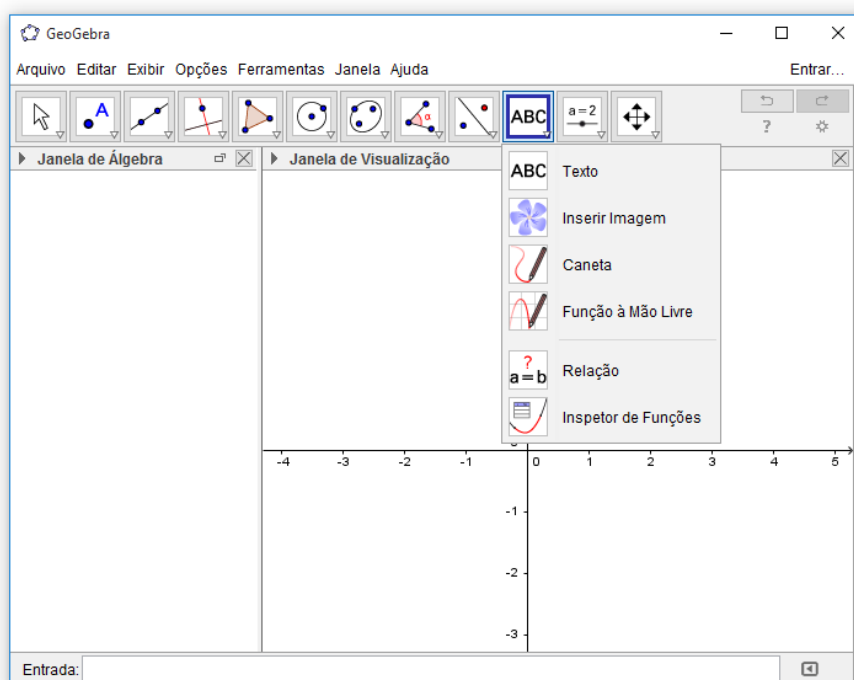 GeoGebra
Arquivo Editar Exibir Opções Ferramentas Janela Ajuda Entrar...
A α ABC a=2
?
Janela de Álgebra Janela de Visualização
ABC Texto
Inserir Imagem
Caneta
Função à Mão Livre
? a=b Relação
Inspetor de Funções
-4 -3 -2 -1 0 1 2 3 4 5
-1
-2
-3
Entrada: